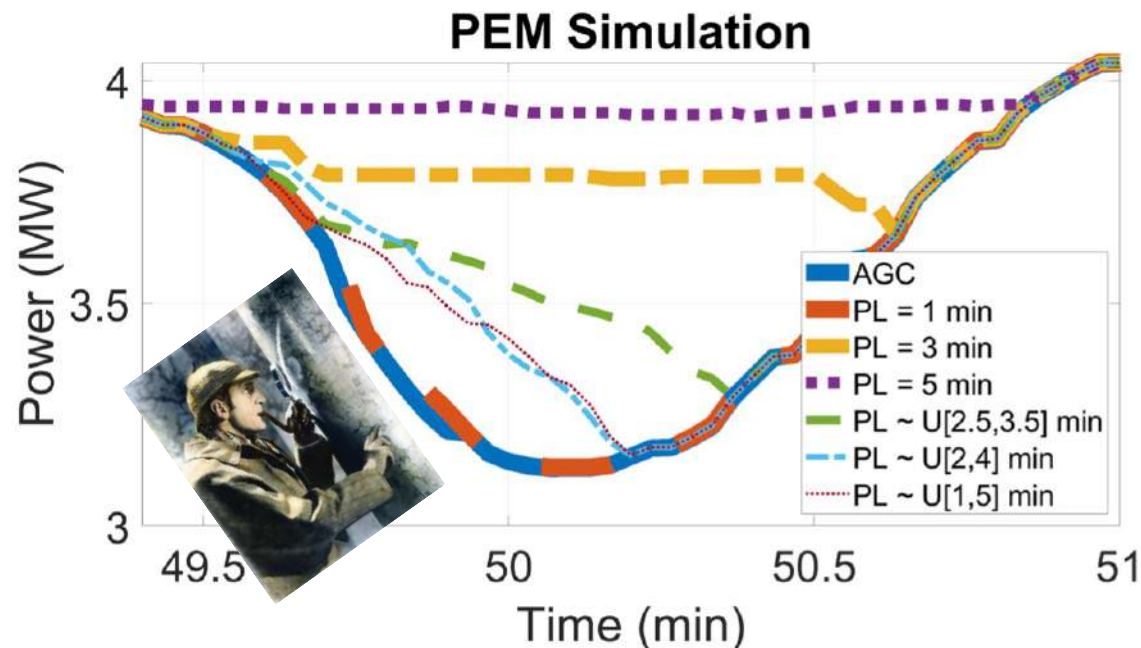 PEM Simulation
4
3.5
3
Power (MW)
49.5
50
50.5
51
Time (min)
AGC
PL = 1 min
PL = 3 min
PL = 5 min
PL ~ U[2.5,3.5] min
PL ~ U[2,4] min
PL ~ U[1,5] min